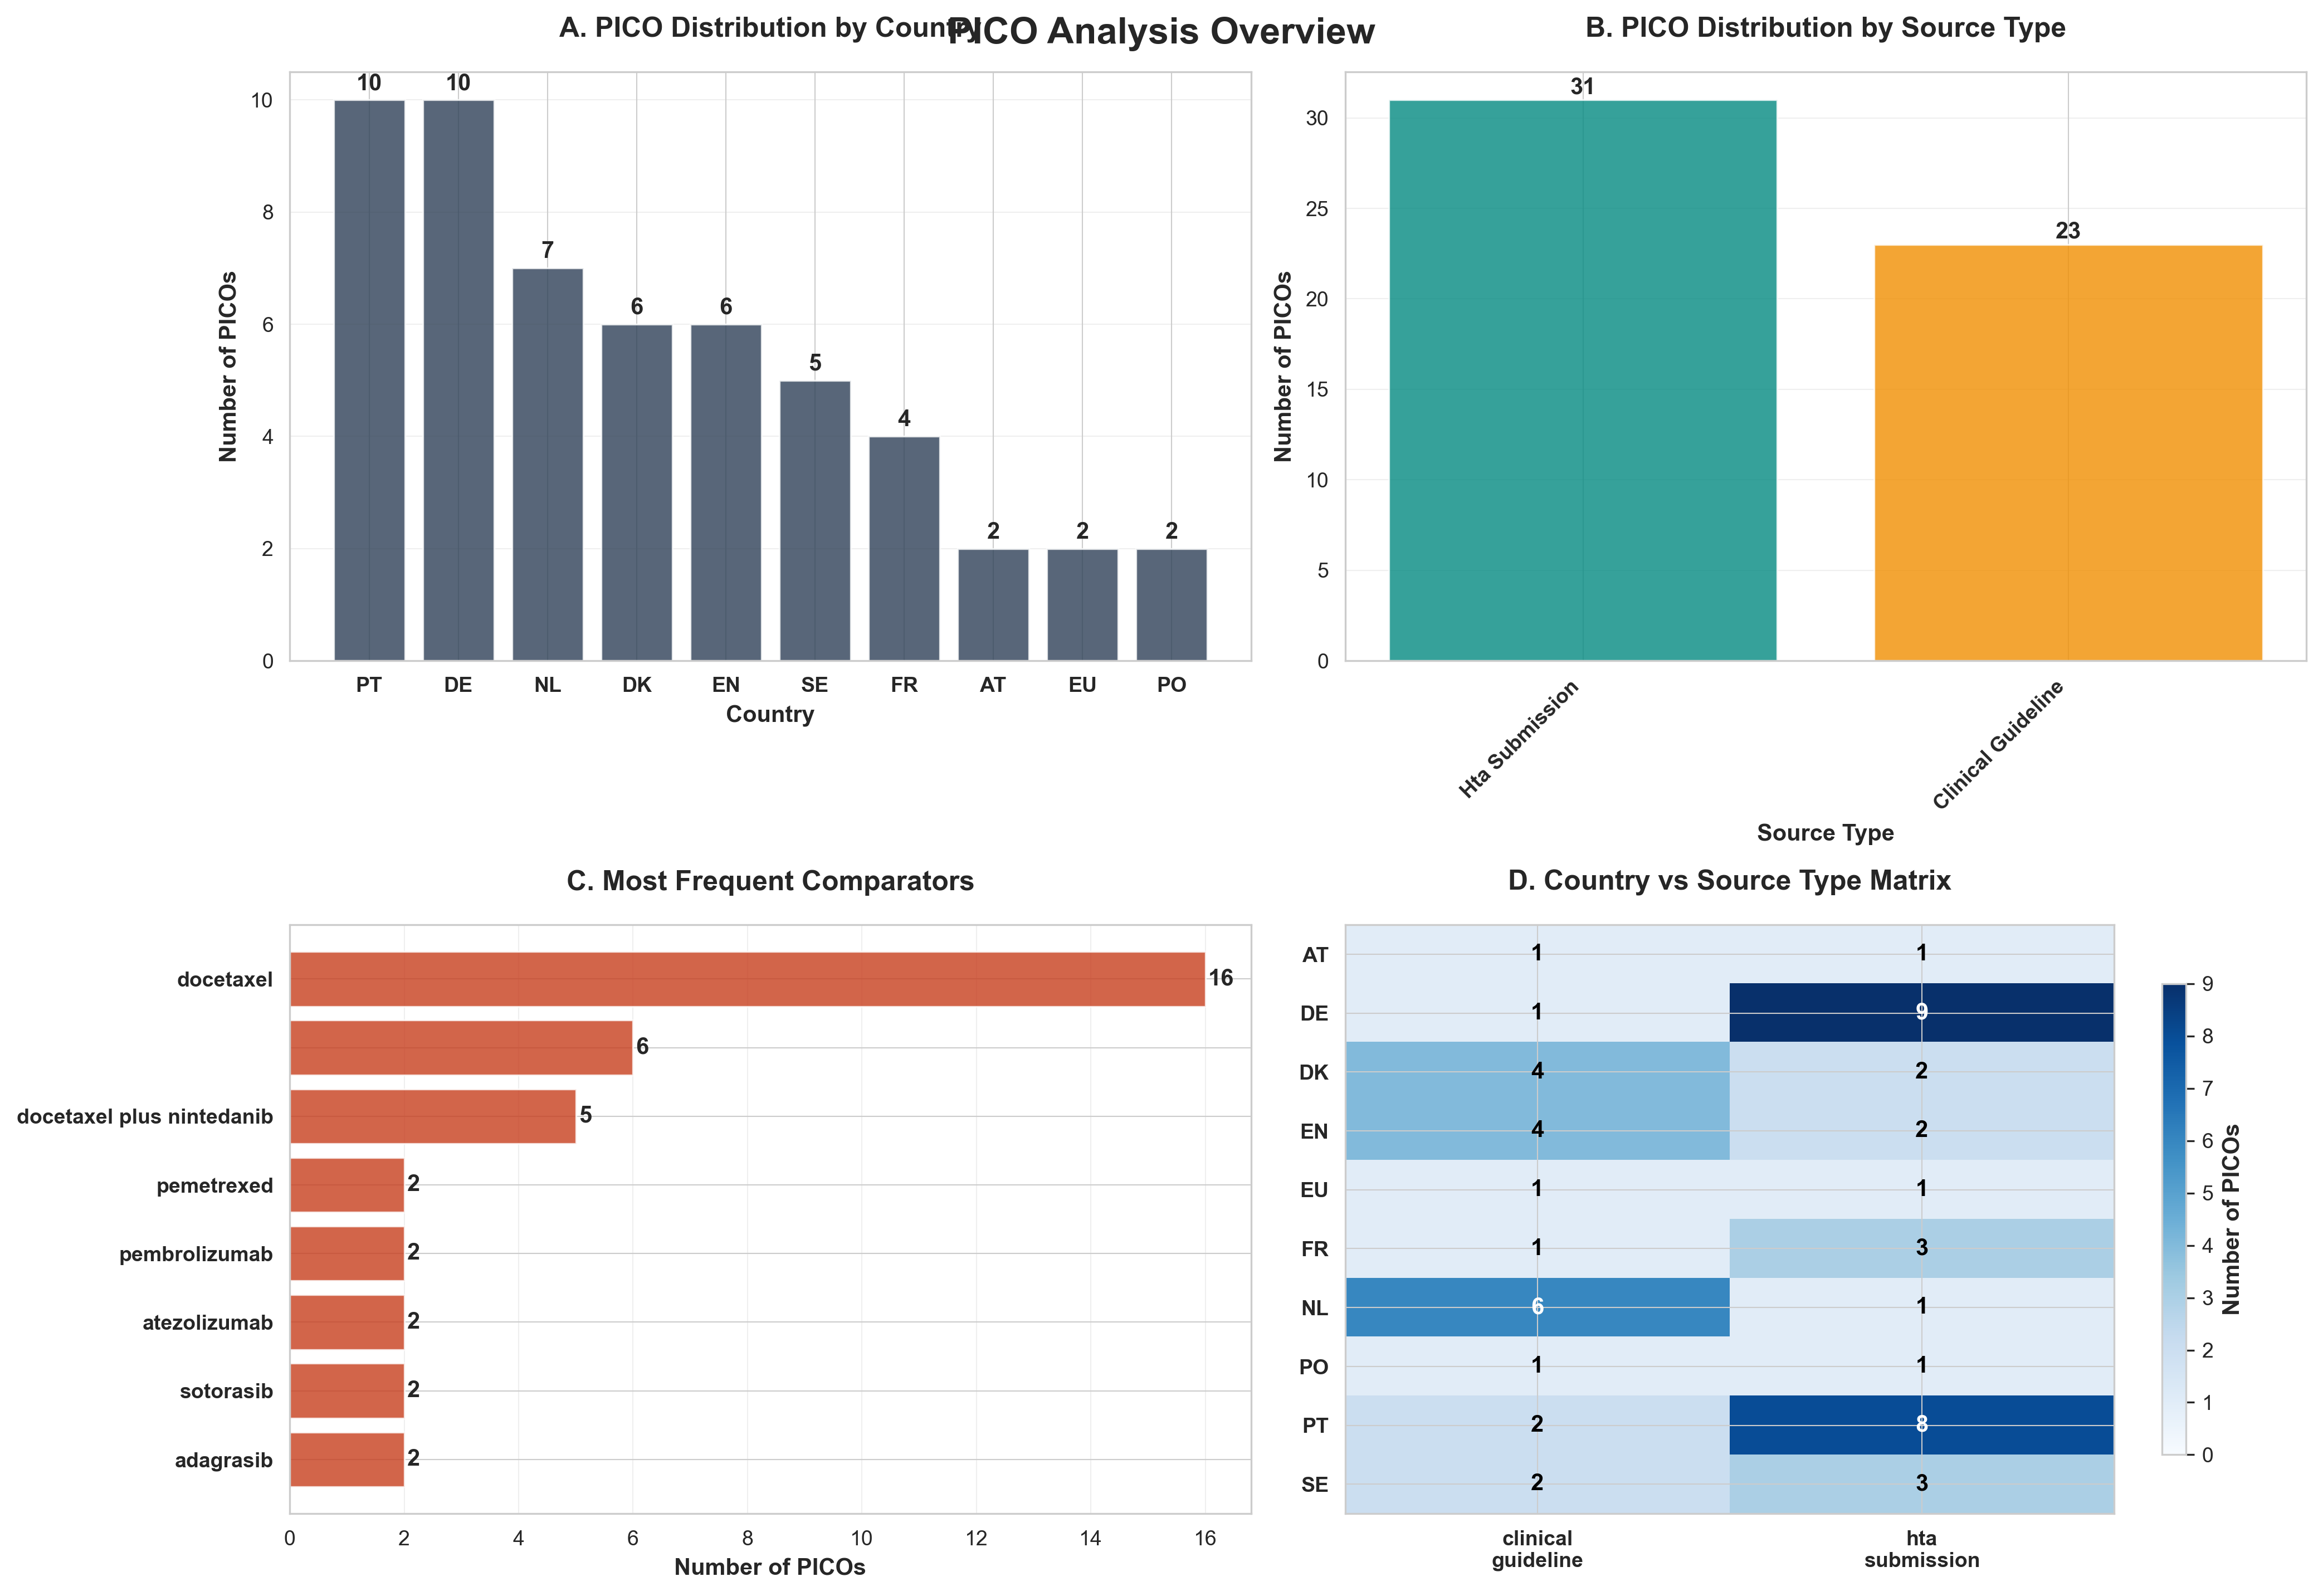 PICO Analysis Overview
A. PICO Distribution by Country
10
10
7
6
6
5
4
2
2
2
Number of PICOs
10
8
6
4
2
0
PT DE NL DK EN SE FR AT EU PO
Country
B. PICO Distribution by Source Type
31
23
Number of PICOs
30
25
20
15
10
5
0
Hta Submission
Clinical Guideline
Source Type
C. Most Frequent Comparators
docetaxel 16
6
docetaxel plus nintedanib 5
pemetrexed 2
pembrolizumab 2
atezolizumab 2
sotorasib 2
adagrasib 2
0 2 4 6 8 10 12 14 16
Number of PICOs
D. Country vs Source Type Matrix
AT 1 1
DE 1 9
DK 4 2
EN 4 2
EU 1 1
FR 1 3
NL 6 1
PO 1 1
PT 2 8
SE 2 3
clinical
guideline
hta
submission
9
8
7
6
5
4
3
2
1
0
Number of PICOs